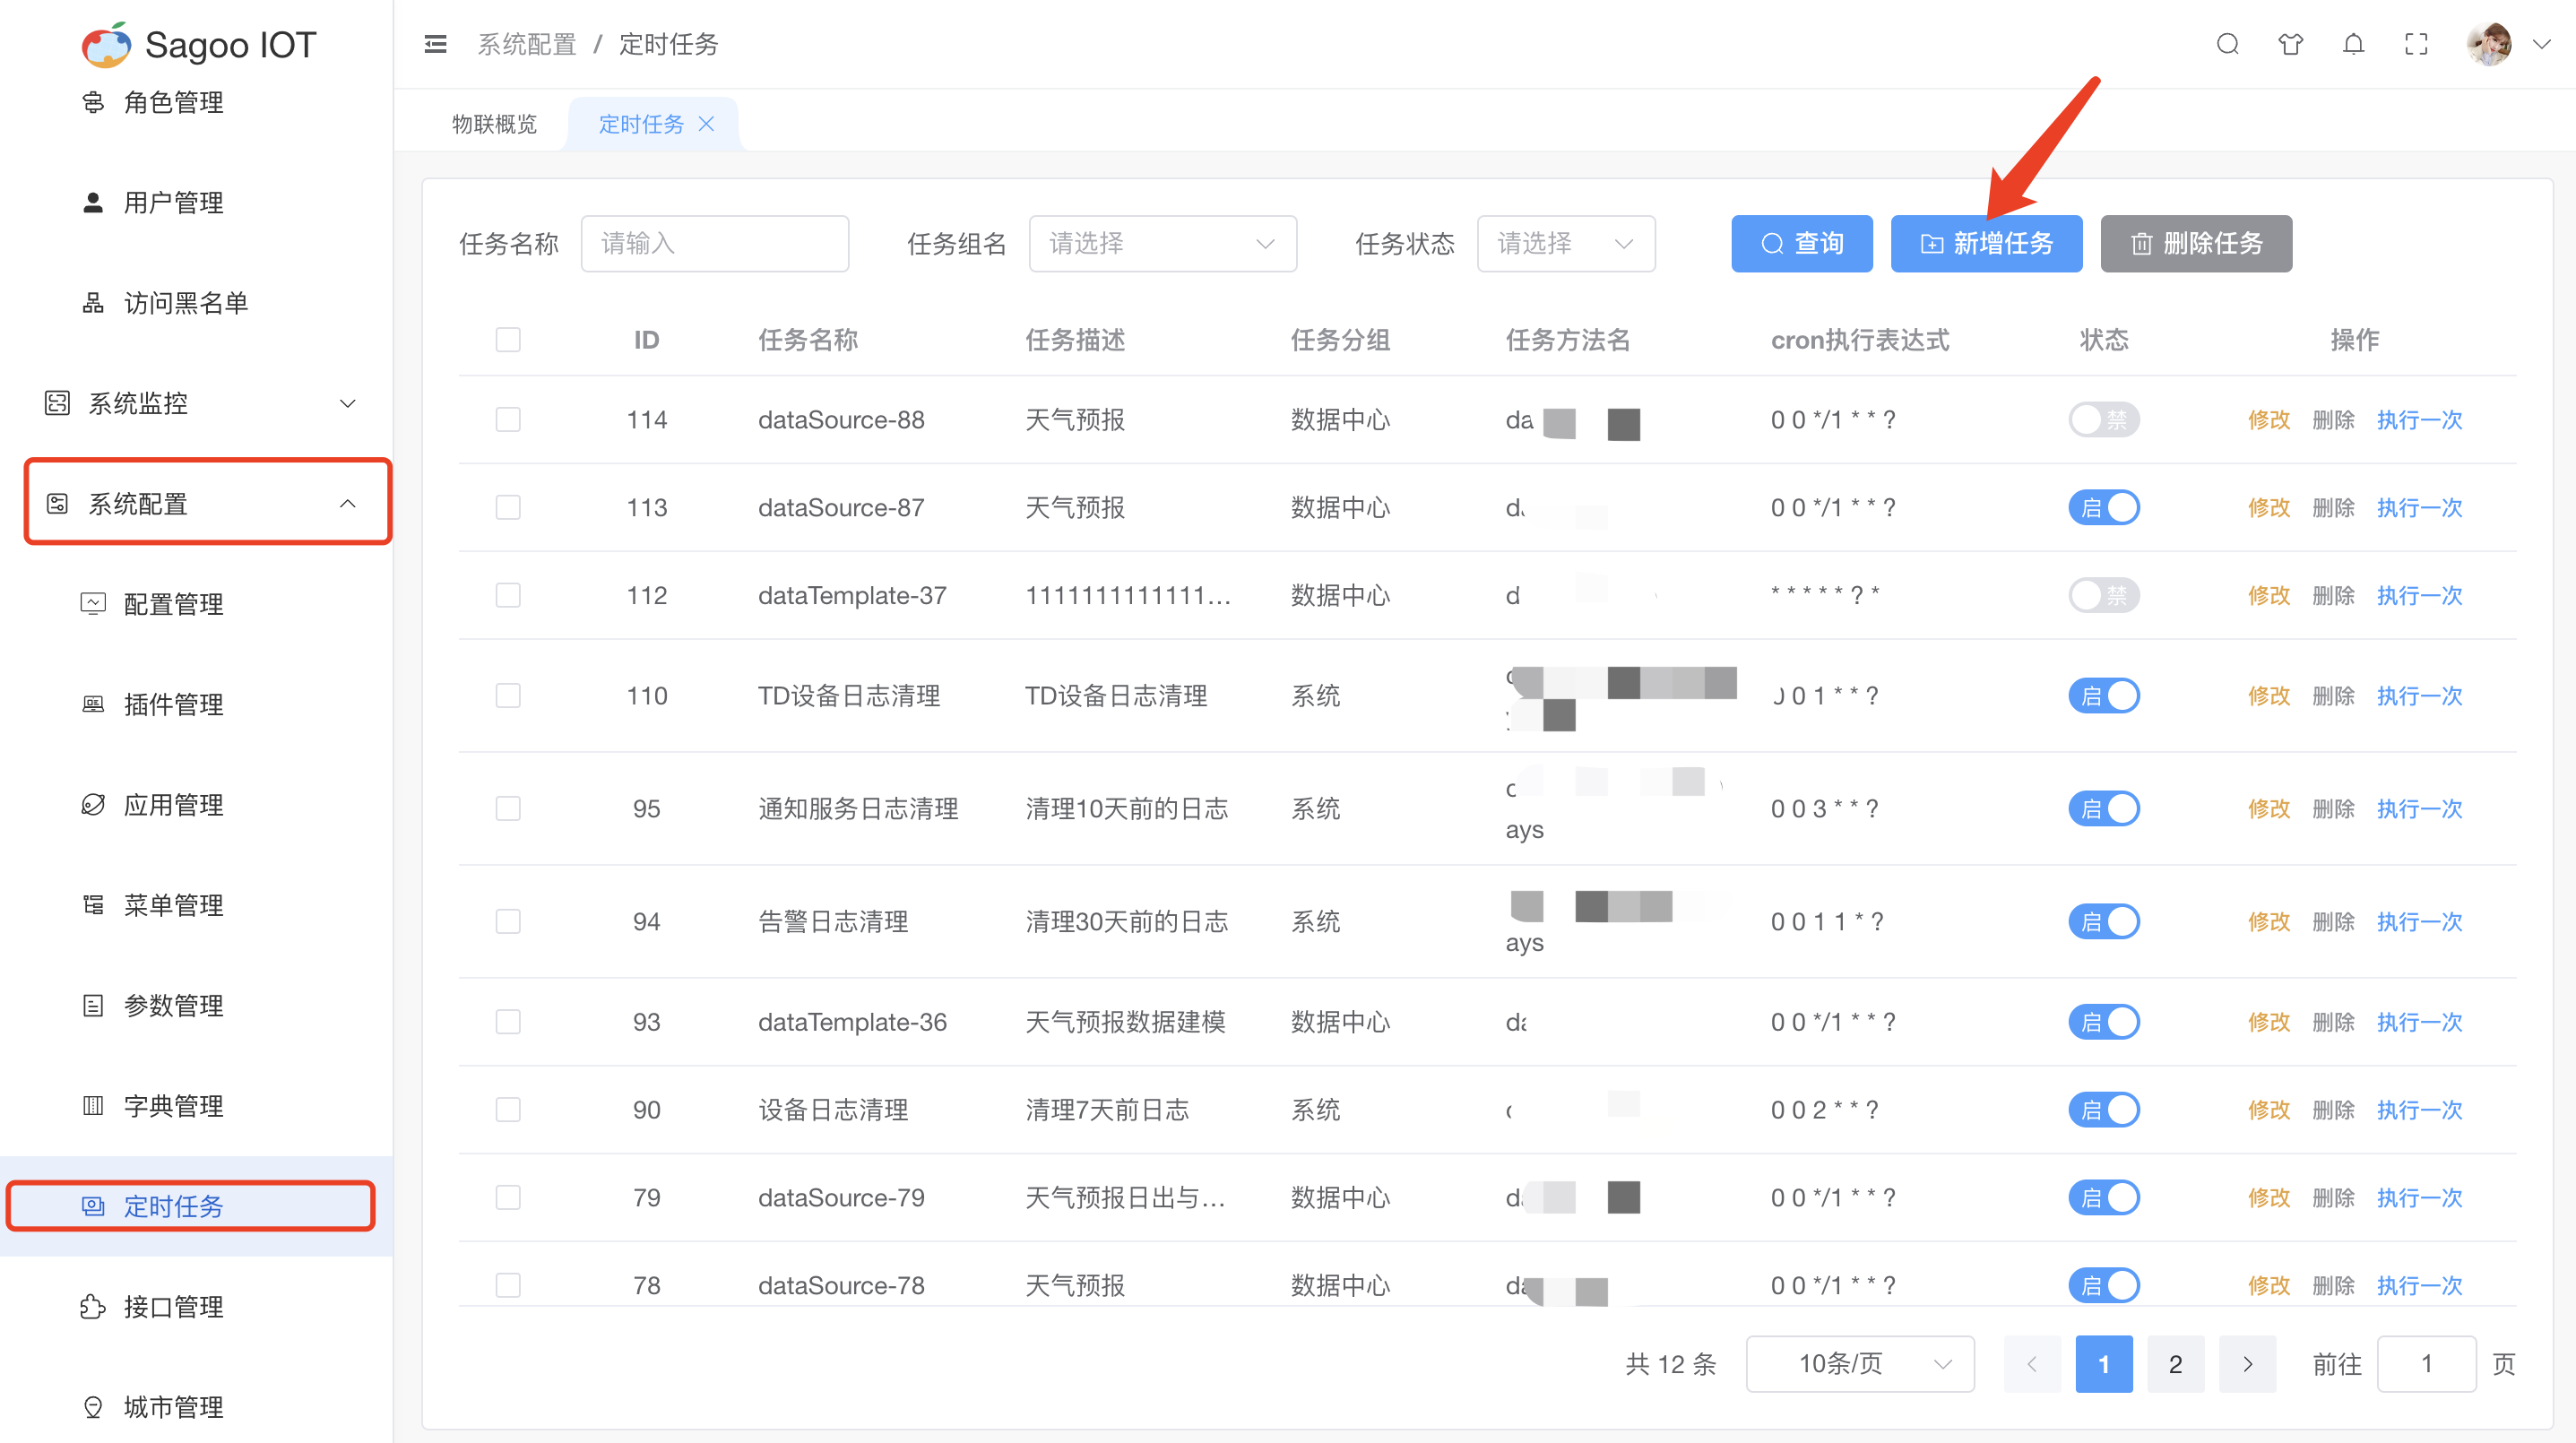 Sagoo IOT
角色管理
用户管理
访问黑名单
系统监控
系统配置
配置管理
插件管理
应用管理
菜单管理
参数管理
字典管理
定时任务
接口管理
城市管理
系统配置 / 定时任务
物联概览 定时任务
任务名称 请输入 任务组名 请选择 任务状态 请选择 查询 新增任务 删除任务
ID 任务名称 任务描述 任务分组 任务方法名 cron执行表达式 状态 操作
114 dataSource-88 天气预报 数据中心 da 0 0 */1 * * ? 禁 修改 删除 执行一次
113 dataSource-87 天气预报 数据中心 0 0 */1 * * ? 启 修改 删除 执行一次
112 dataTemplate-37 1111111111111... 数据中心 d * * * * * ? * 禁 修改 删除 执行一次
110 TD设备日志清理 TD设备日志清理 系统 0 1 * * ? 启 修改 删除 执行一次
95 通知服务日志清理 清理10天前的日志 系统 ays 0 0 3 * * ? 启 修改 删除 执行一次
94 告警日志清理 清理30天前的日志 系统 ays 0 0 1 1 * ? 启 修改 删除 执行一次
93 dataTemplate-36 天气预报数据建模 数据中心 0 0 */1 * * ? 启 修改 删除 执行一次
90 设备日志清理 清理7天前日志 系统 0 0 2 * * ? 启 修改 删除 执行一次
79 dataSource-79 天气预报日出与... 数据中心 0 0 */1 * * ? 启 修改 删除 执行一次
78 dataSource-78 天气预报 数据中心 0 0 */1 * * ? 启 修改 删除 执行一次
共 12 条 10条/页 1 2 前往 1 页